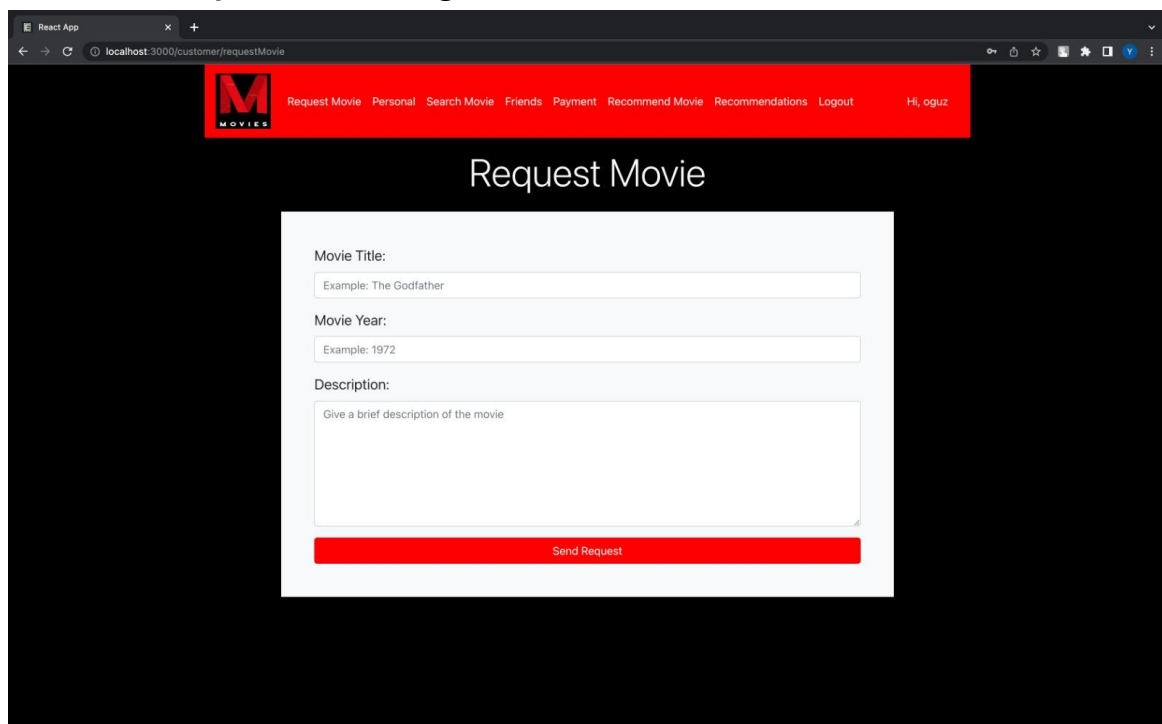 React App
localhost:3000/customer/requestMovie
Y
M
MOVIES
Request Movie Personal Search Movie Friends Payment Recommend Movie Recommendations Logout Hi, oguz
Request Movie
Movie Title:
Example: The Godfather
Movie Year:
Example: 1972
Description:
Give a brief description of the movie
Send Request